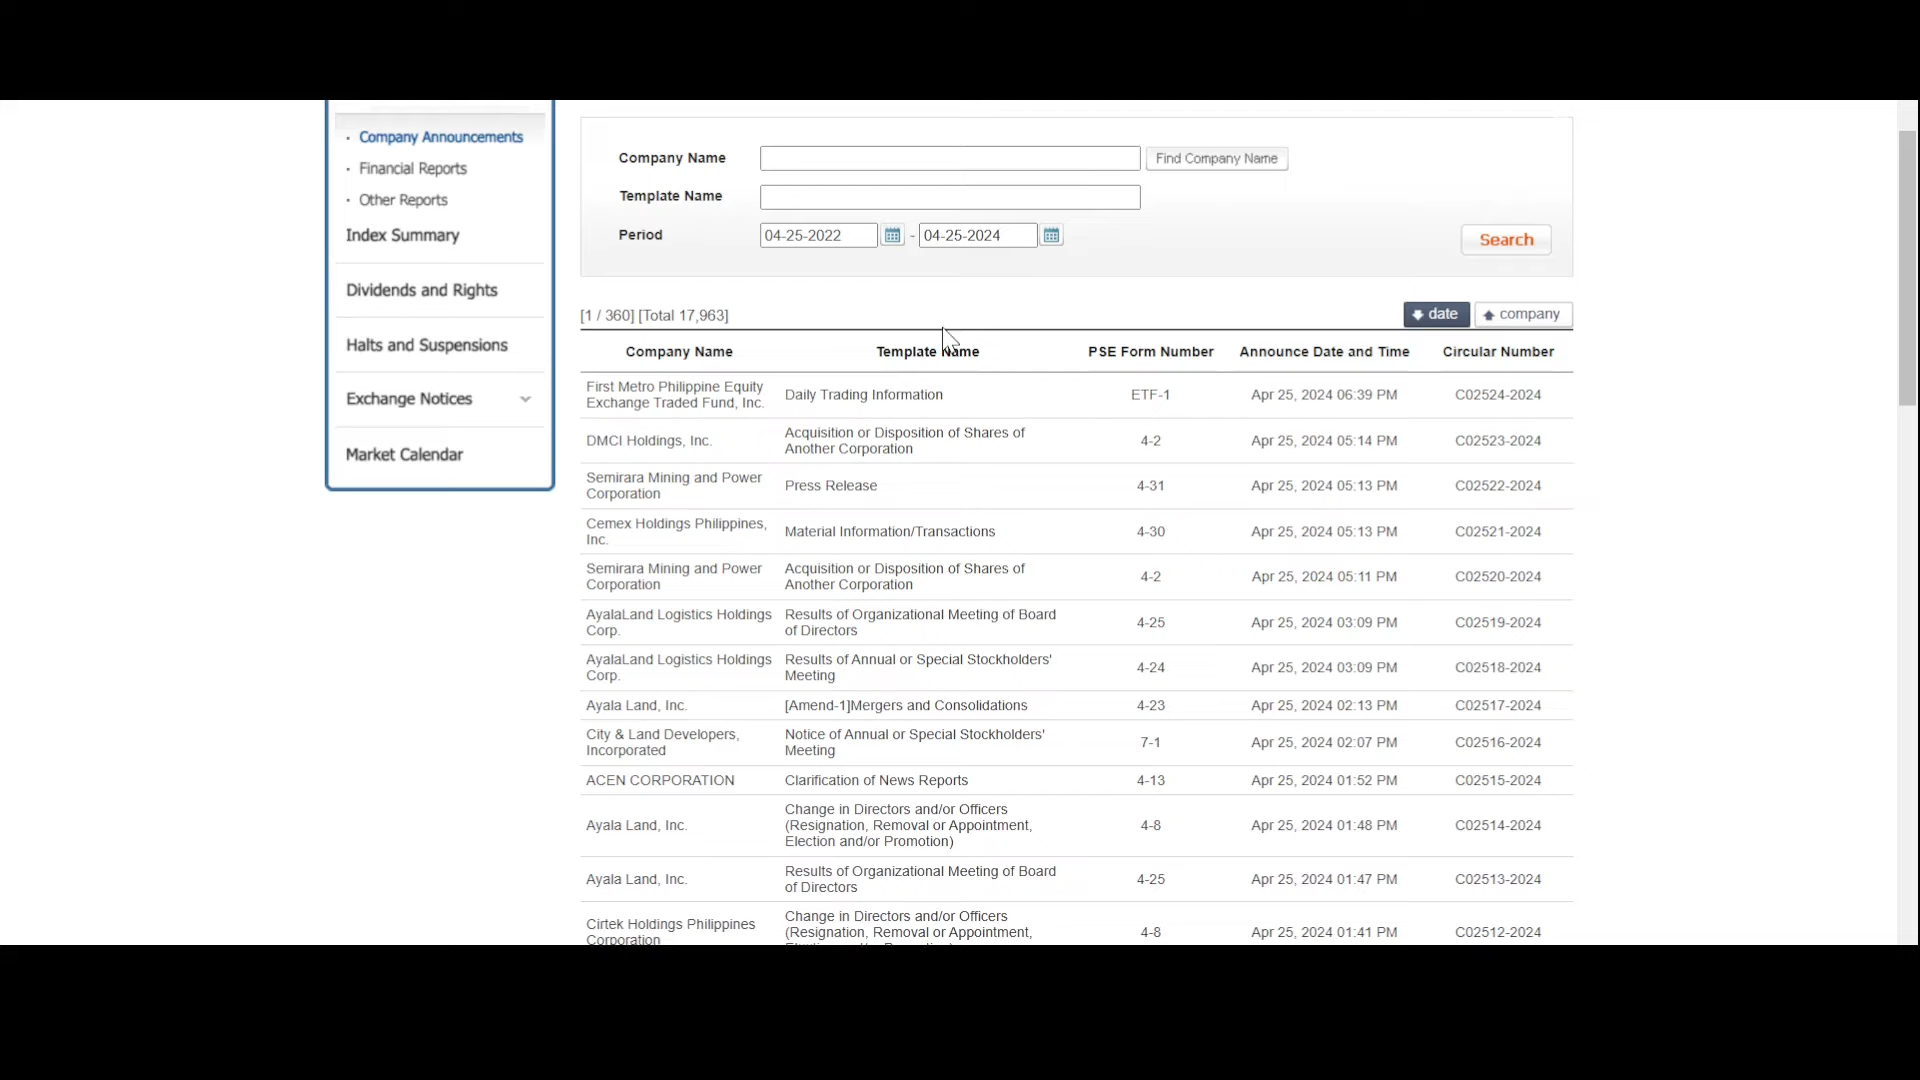 Company Announcements
Financial Reports
Other Reports
Index Summary
Dividends and Rights
Halts and Suspensions
Exchange Notices
Market Calendar
Company Name
Find Company Name
Template Name
Period 04-25-2022 - 04-25-2024
Search
[1 / 360] [Total 17,963]
date company
Company Name Template Name PSE Form Number Announce Date and Time Circular Number
First Metro Philippine Equity
Exchange Traded Fund, Inc.
Daily Trading Information ETF-1 Apr 25, 2024 06:39 PM C02524-2024
DMCI Holdings, Inc.
Acquisition or Disposition of Shares of
Another Corporation
4-2 Apr 25, 2024 05:14 PM C02523-2024
Semirara Mining and Power
Corporation
Press Release 4-31 Apr 25, 2024 05:13 PM C02522-2024
Cemex Holdings Philippines,
Inc.
Material Information/Transactions 4-30 Apr 25, 2024 05:13 PM C02521-2024
Semirara Mining and Power
Corporation
Acquisition or Disposition of Shares of
Another Corporation
4-2 Apr 25, 2024 05:11 PM C02520-2024
AyalaLand Logistics Holdings
Corp.
Results of Organizational Meeting of Board
of Directors
4-25 Apr 25, 2024 03:09 PM C02519-2024
AyalaLand Logistics Holdings
Corp.
Results of Annual or Special Stockholders'
Meeting
4-24 Apr 25, 2024 03:09 PM C02518-2024
Ayala Land, Inc. [Amend-1]Mergers and Consolidations 4-23 Apr 25, 2024 02:13 PM C02517-2024
City & Land Developers,
Incorporated
Notice of Annual or Special Stockholders'
Meeting
7-1 Apr 25, 2024 02:07 PM C02516-2024
ACEN CORPORATION Clarification of News Reports 4-13 Apr 25, 2024 01:52 PM C02515-2024
Ayala Land, Inc.
Change in Directors and/or Officers
(Resignation, Removal or Appointment,
Election and/or Promotion)
4-8 Apr 25, 2024 01:48 PM C02514-2024
Ayala Land, Inc.
Results of Organizational Meeting of Board
of Directors
4-25 Apr 25, 2024 01:47 PM C02513-2024
Cirtek Holdings Philippines
Corporation
Change in Directors and/or Officers
(Resignation, Removal or Appointment,
4-8 Apr 25, 2024 01:41 PM C02512-2024